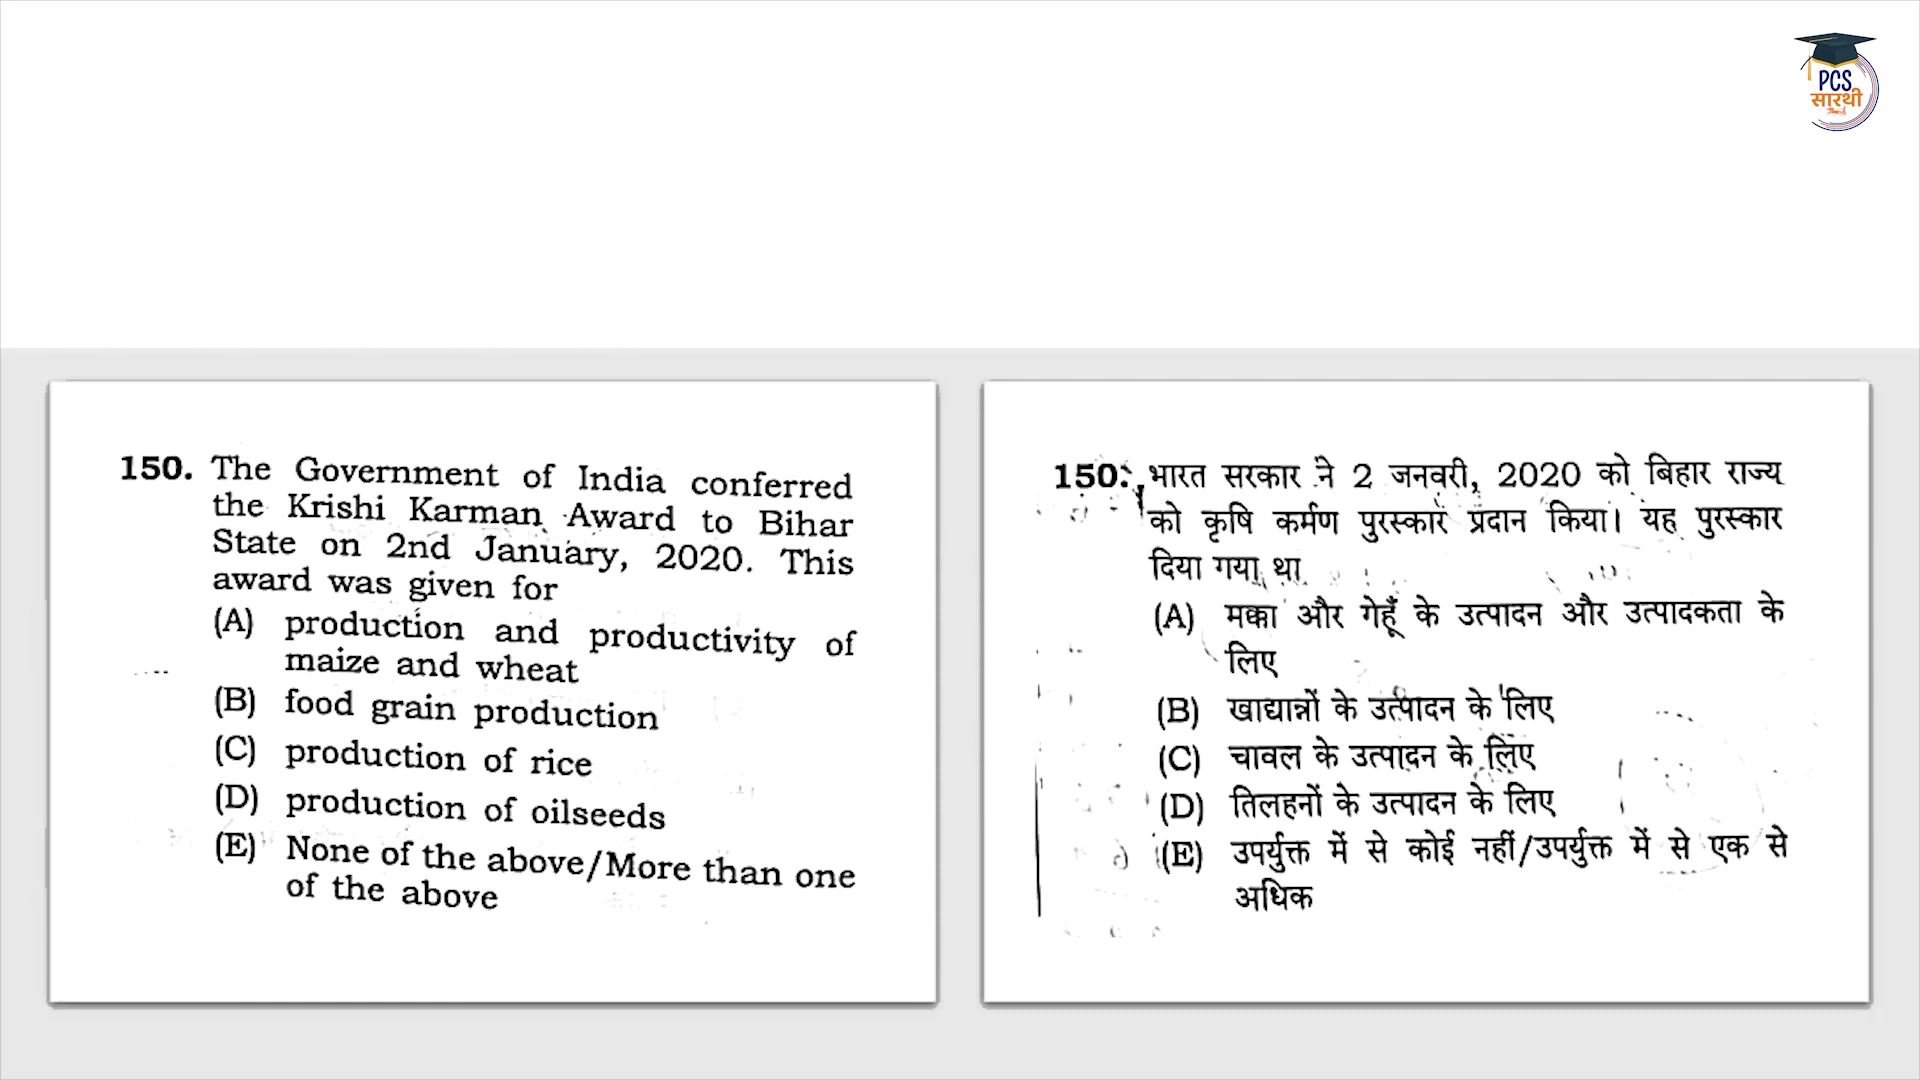 PCS
सारथी
150. The Government of India conferred
the Krishi Karman Award to Bihar
State on 2nd January, 2020. This
award was given for
(A) production and productivity of
maize and wheat
(B) food grain production
(C) production of rice
(D) production of oilseeds
(E) None of the above/More than one
of the above
150. भारत सरकार ने 2 जनवरी, 2020 को बिहार राज्य
को कृषि कर्मण पुरस्कार प्रदान किया। यह पुरस्कार
दिया गया था
(A) मक्का और गेहूँ के उत्पादन और उत्पादकता के
लिए
(B) खाद्यान्नों के उत्पादन के लिए
(C) चावल के उत्पादन के लिए
(D) तिलहनों के उत्पादन के लिए
(E) उपर्युक्त में से कोई नहीं/उपर्युक्त में से एक से
अधिक